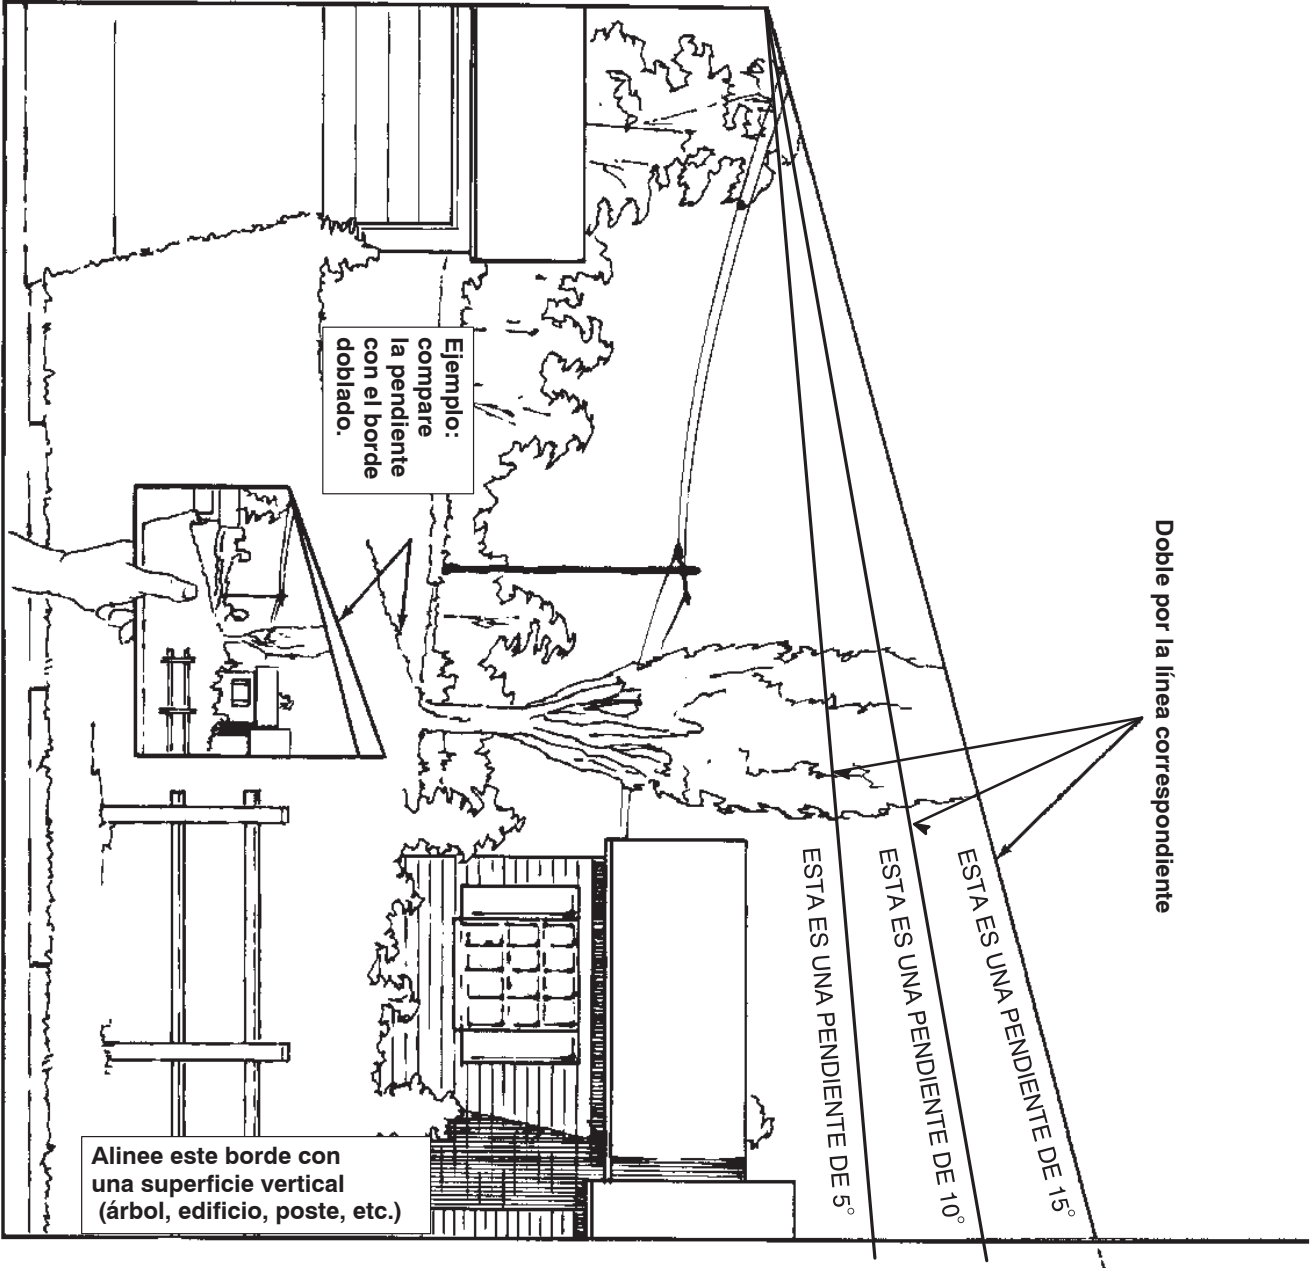 Doble por la línea correspondiente
ESTA ES UNA PENDIENTE DE 15°
ESTA ES UNA PENDIENTE DE 10°
ESTA ES UNA PENDIENTE DE 5°
Ejemplo:
compare
la pendiente
con el borde
doblado.
Alinee este borde con
una superficie vertical
(árbol, edificio, poste, etc.)